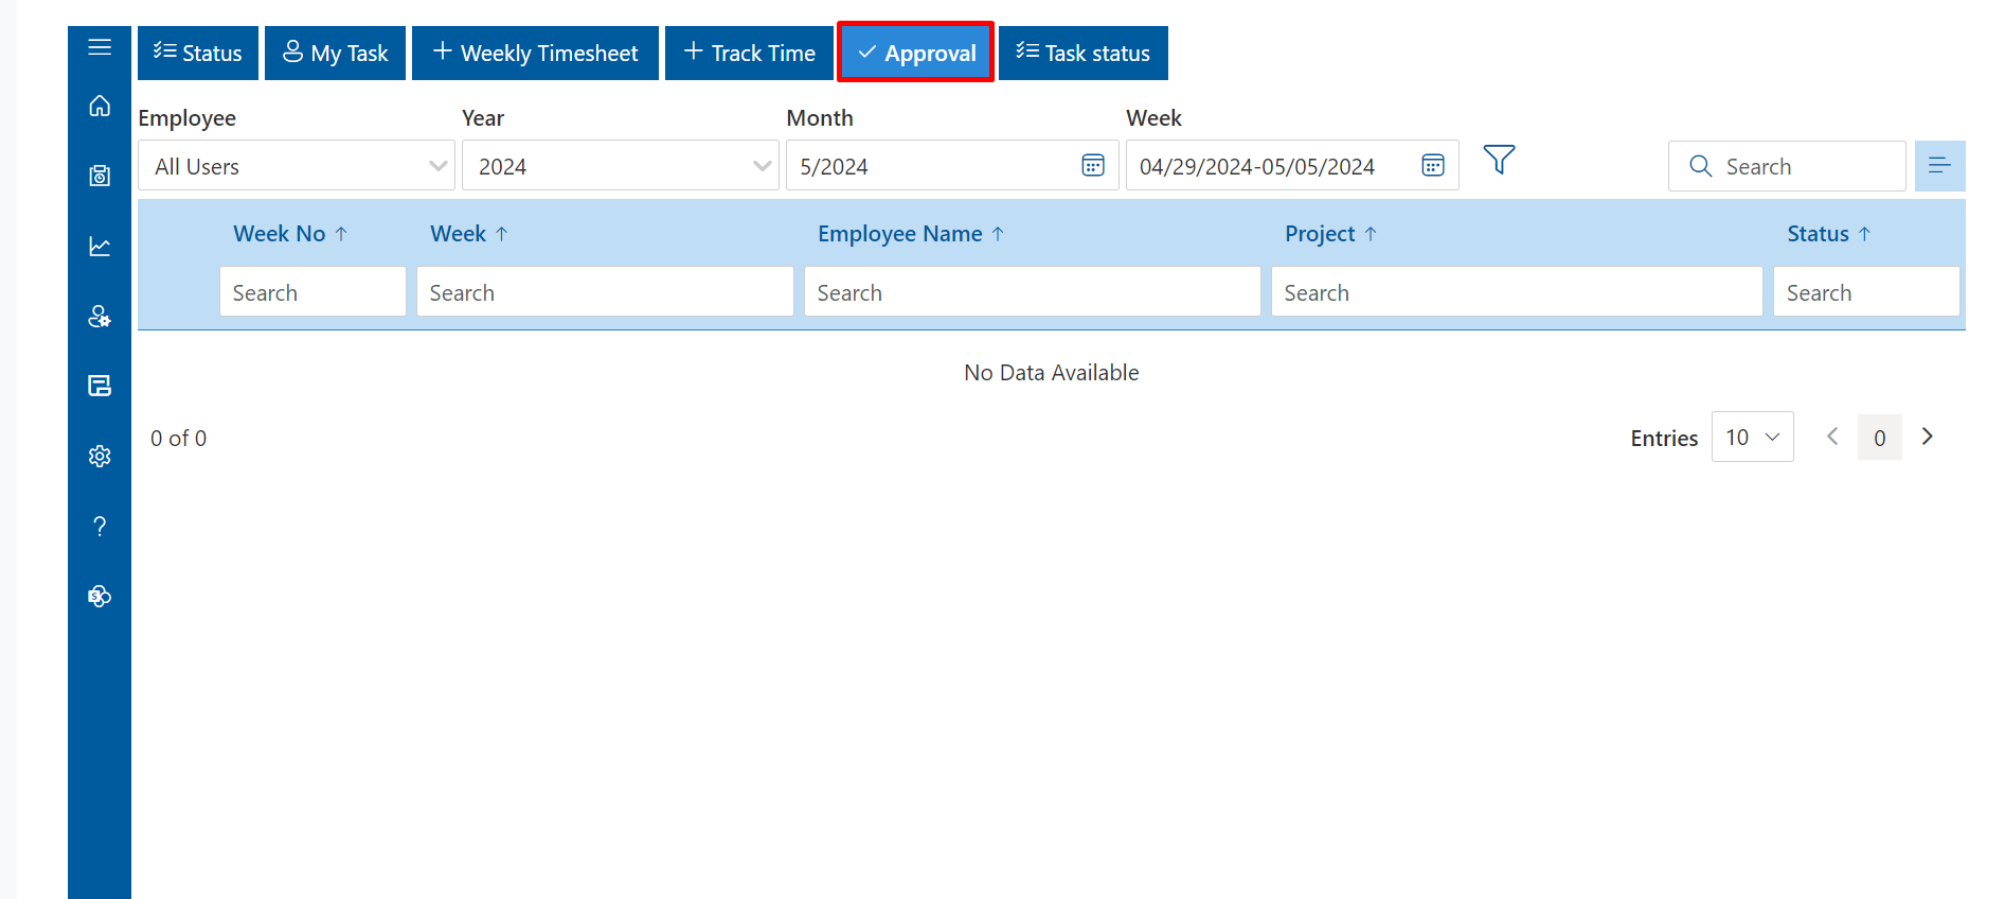 Status My Task + Weekly Timesheet + Track Time Approval Task status
Employee Year Month Week
All Users 2024 5/2024 04/29/2024-05/05/2024 Search
Week No ↑ Week ↑ Employee Name ↑ Project ↑ Status ↑
Search Search Search Search Search
No Data Available
0 of 0 Entries 10 0